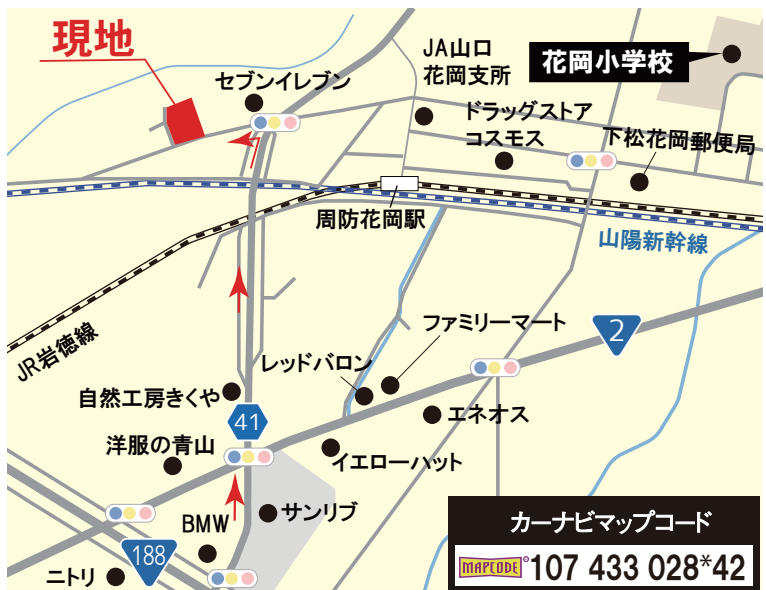 現地
JA山口
花岡支所
花岡小学校
セブンイレブン
ドラッグストア
コスモス
下松花岡郵便局
周防花岡駅
山陽新幹線
JR岩徳線
2
ファミリーマート
レッドバロン
自然工房きくや
エネオス
41
洋服の青山
イエローハット
サンリブ
BMW
188
ニトリ
カーナビマップコード
MAPCODE 107 433 028*42